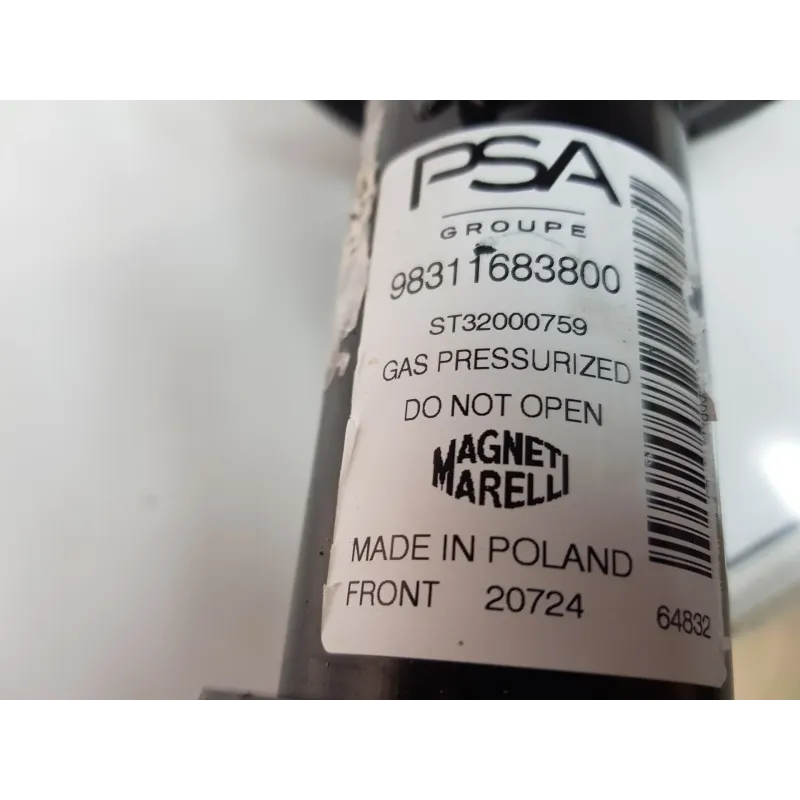 PSA
GROUPE
98311683800
ST32000759
GAS PRESSURIZED
DO NOT OPEN
MAGNETI
MARELLI
MADE IN POLAND
FRONT 20724
64832